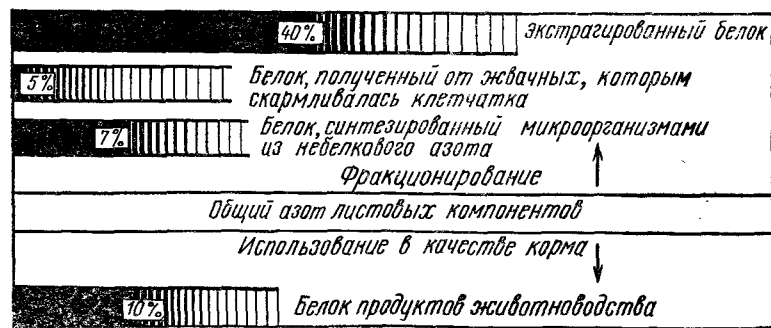 40% экстрагированный белок
5% Белок, полученный от жвачных, которым
скармливалась клетчатка
7% Белок, синтезированный микроорганизмами
из небелкового азота
Фракционирование
Общий азот листовых компонентов
Использование в качестве корма
10% Белок продуктов животноводства